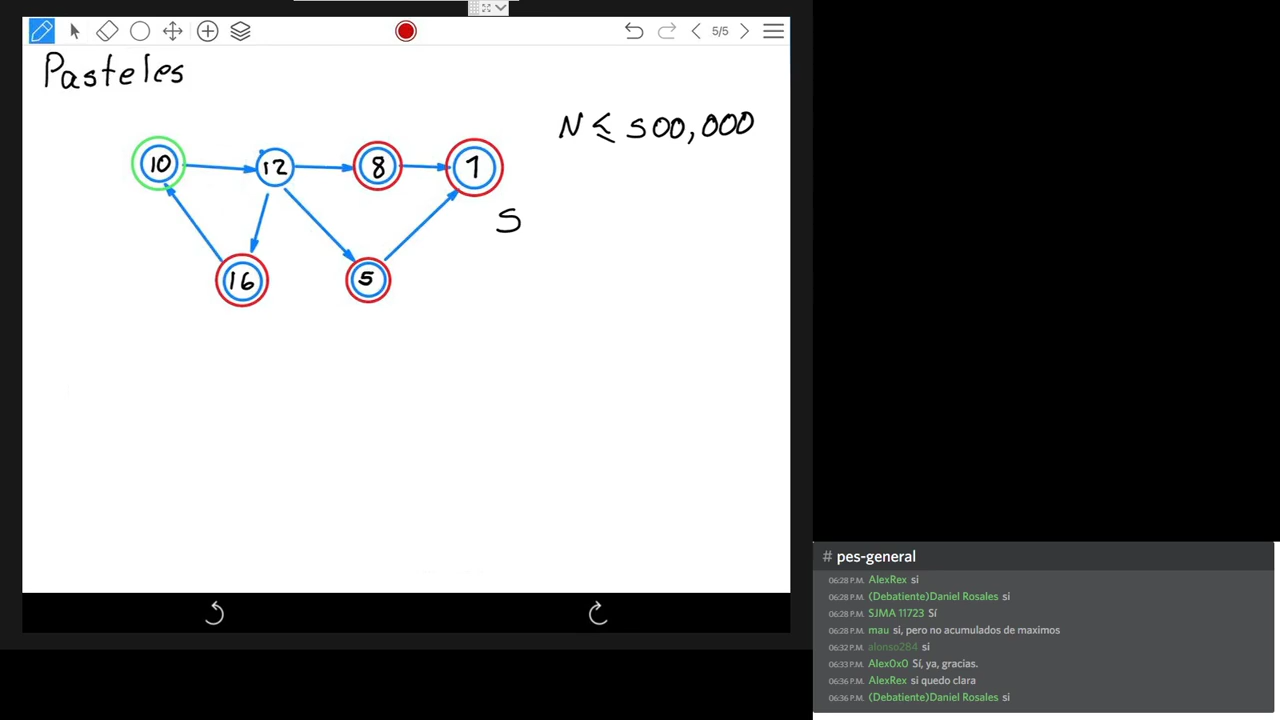 5/5
Pasteles
N ≤ 500,000
10
12
8
7
S
16
5
# pes-general
06:28 P.M. AlexRex si
06:28 P.M. (Debatiente)Daniel Rosales si
06:28 P.M. SJMA 11723 Sí
06:28 P.M. mau si, pero no acumulados de maximos
06:32 P.M. alonso284 si
06:33 P.M. Alex0x0 Sí, ya, gracias.
06:36 P.M. AlexRex si quedo clara
06:36 P.M. (Debatiente)Daniel Rosales si